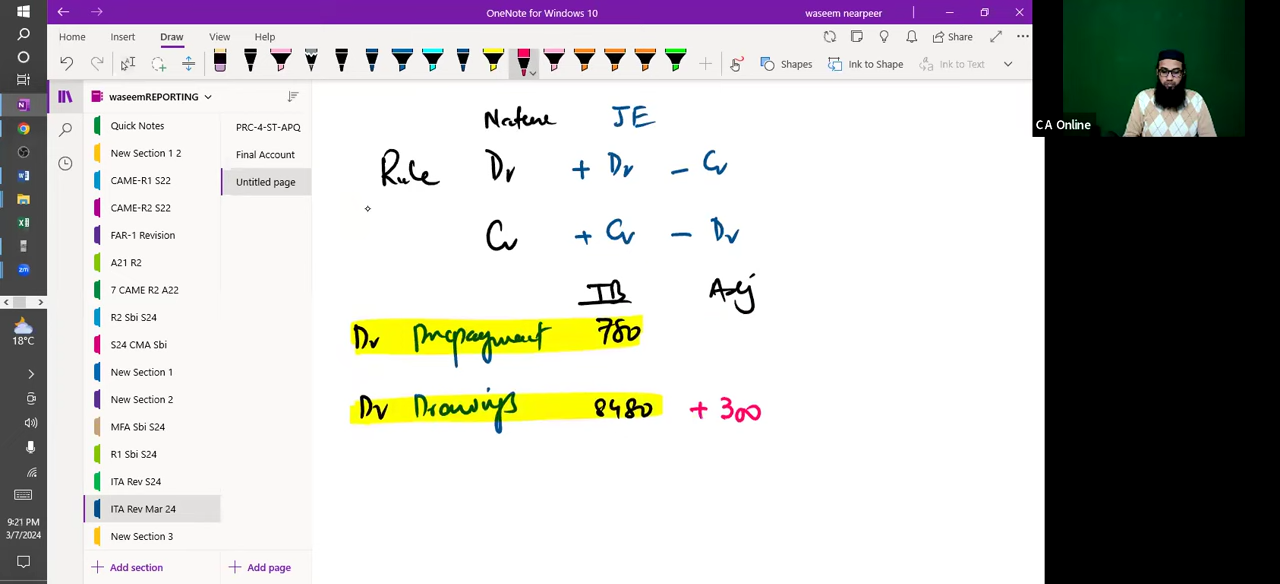 OneNote for Windows 10
waseem nearpeer
Home Insert Draw View Help
Share
Shapes Ink to Shape Ink to Text
waseemREPORTING
Quick Notes
New Section 1 2
CAME-R1 S22
CAME-R2 S22
FAR-1 Revision
A21 R2
7 CAME R2 A22
R2 Sbi S24
S24 CMA Sbi
New Section 1
New Section 2
MFA Sbi S24
R1 Sbi S24
ITA Rev S24
ITA Rev Mar 24
New Section 3
Add section
PRC-4-ST-APQ
Final Account
Untitled page
Add page
Nature JE
Rule Dr + Dr - Cr
Cr + Cr - Dr
TB Adj
Dr Prepayment 780
Dr Drawings 8480 + 300
CA Online
18°C
9:21 PM
3/7/2024